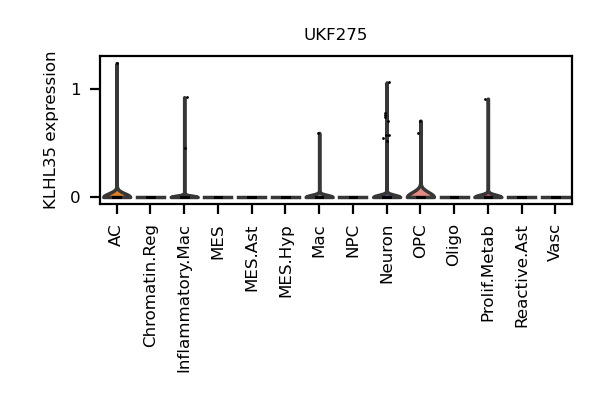 UKF275
KLHL35 expression
1
0
AC
Chromatin.Reg
Inflammatory.Mac
MES
MES.Ast
MES.Hyp
Mac
NPC
Neuron
OPC
Oligo
Prolif.Metab
Reactive.Ast
Vasc